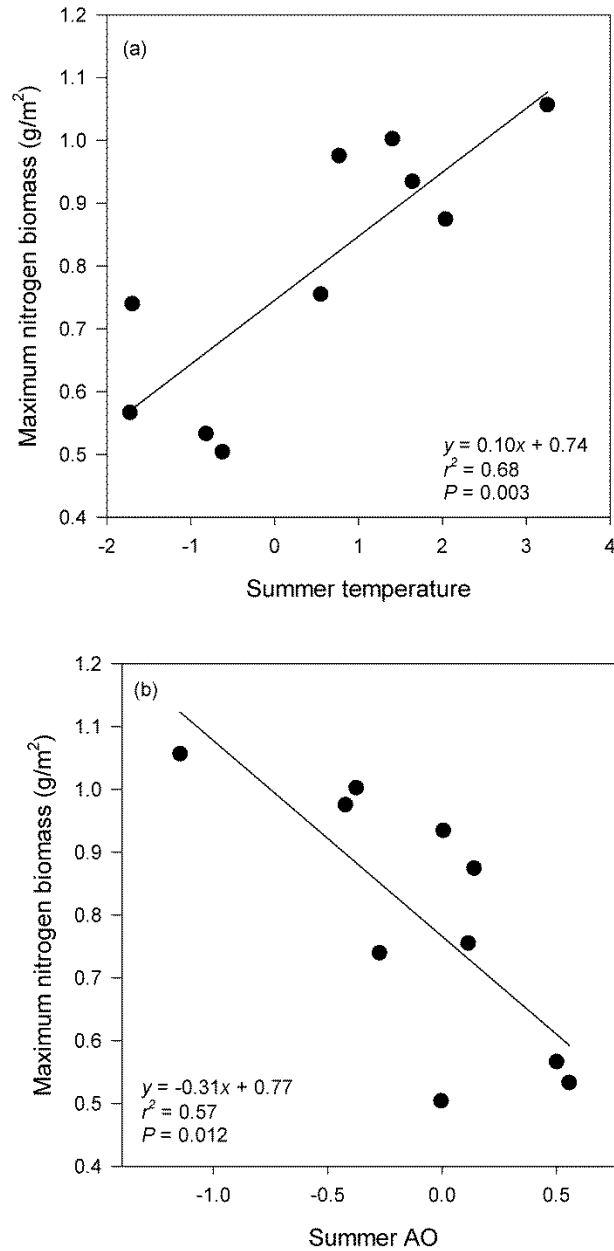 1.2
(a)
1.1
1.0
0.9
0.8
0.7
0.6
0.5
0.4
Maximum nitrogen biomass (g/m²)
y = 0.10x + 0.74
r² = 0.68
P = 0.003
-2 -1 0 1 2 3 4
Summer temperature
1.2
(b)
1.1
1.0
0.9
0.8
0.7
0.6
0.5
0.4
Maximum nitrogen biomass (g/m²)
y = -0.31x + 0.77
r² = 0.57
P = 0.012
-1.0 -0.5 0.0 0.5
Summer AO